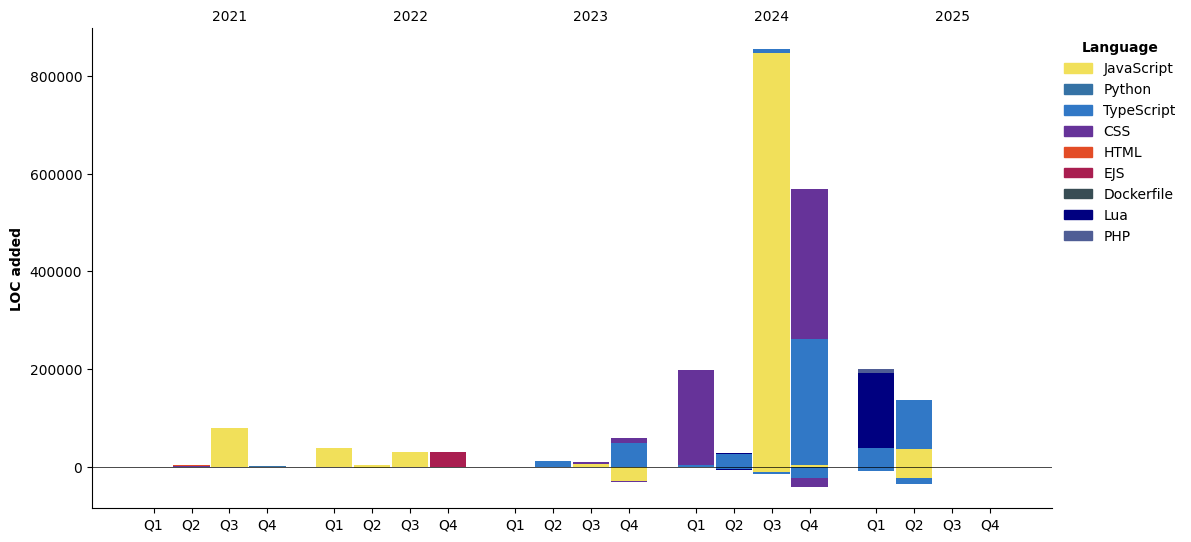 2021 2022 2023 2024 2025
LOC added
800000
600000
400000
200000
0
Q1 Q2 Q3 Q4 Q1 Q2 Q3 Q4 Q1 Q2 Q3 Q4 Q1 Q2 Q3 Q4 Q1 Q2 Q3 Q4
Language
JavaScript
Python
TypeScript
CSS
HTML
EJS
Dockerfile
Lua
PHP